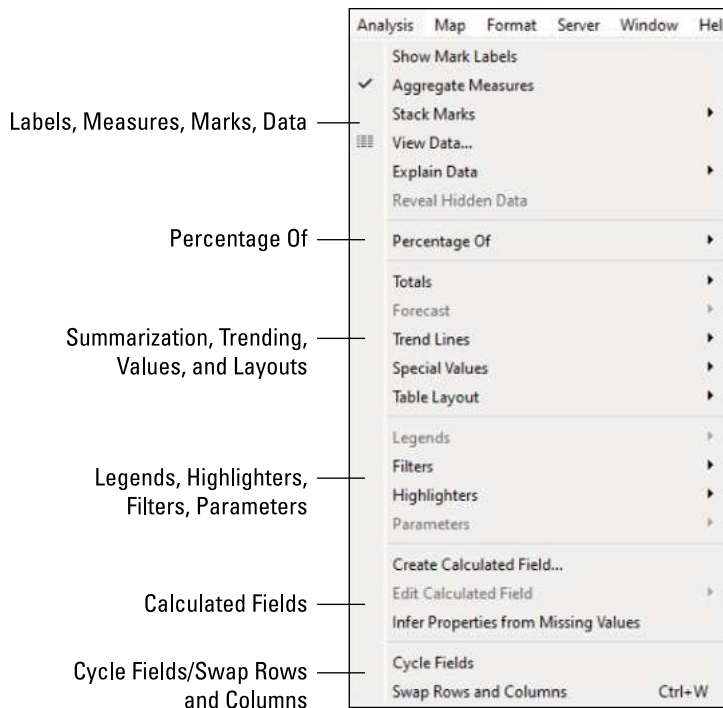 Analysis Map Format Server Window Hel
Show Mark Labels
Aggregate Measures
Stack Marks
View Data...
Explain Data
Reveal Hidden Data
Percentage Of
Totals
Forecast
Trend Lines
Special Values
Table Layout
Legends
Filters
Highlighters
Parameters
Create Calculated Field...
Edit Calculated Field
Infer Properties from Missing Values
Cycle Fields
Swap Rows and Columns Ctrl+W
Labels, Measures, Marks, Data
Percentage Of
Summarization, Trending,
Values, and Layouts
Legends, Highlighters,
Filters, Parameters
Calculated Fields
Cycle Fields/Swap Rows
and Columns